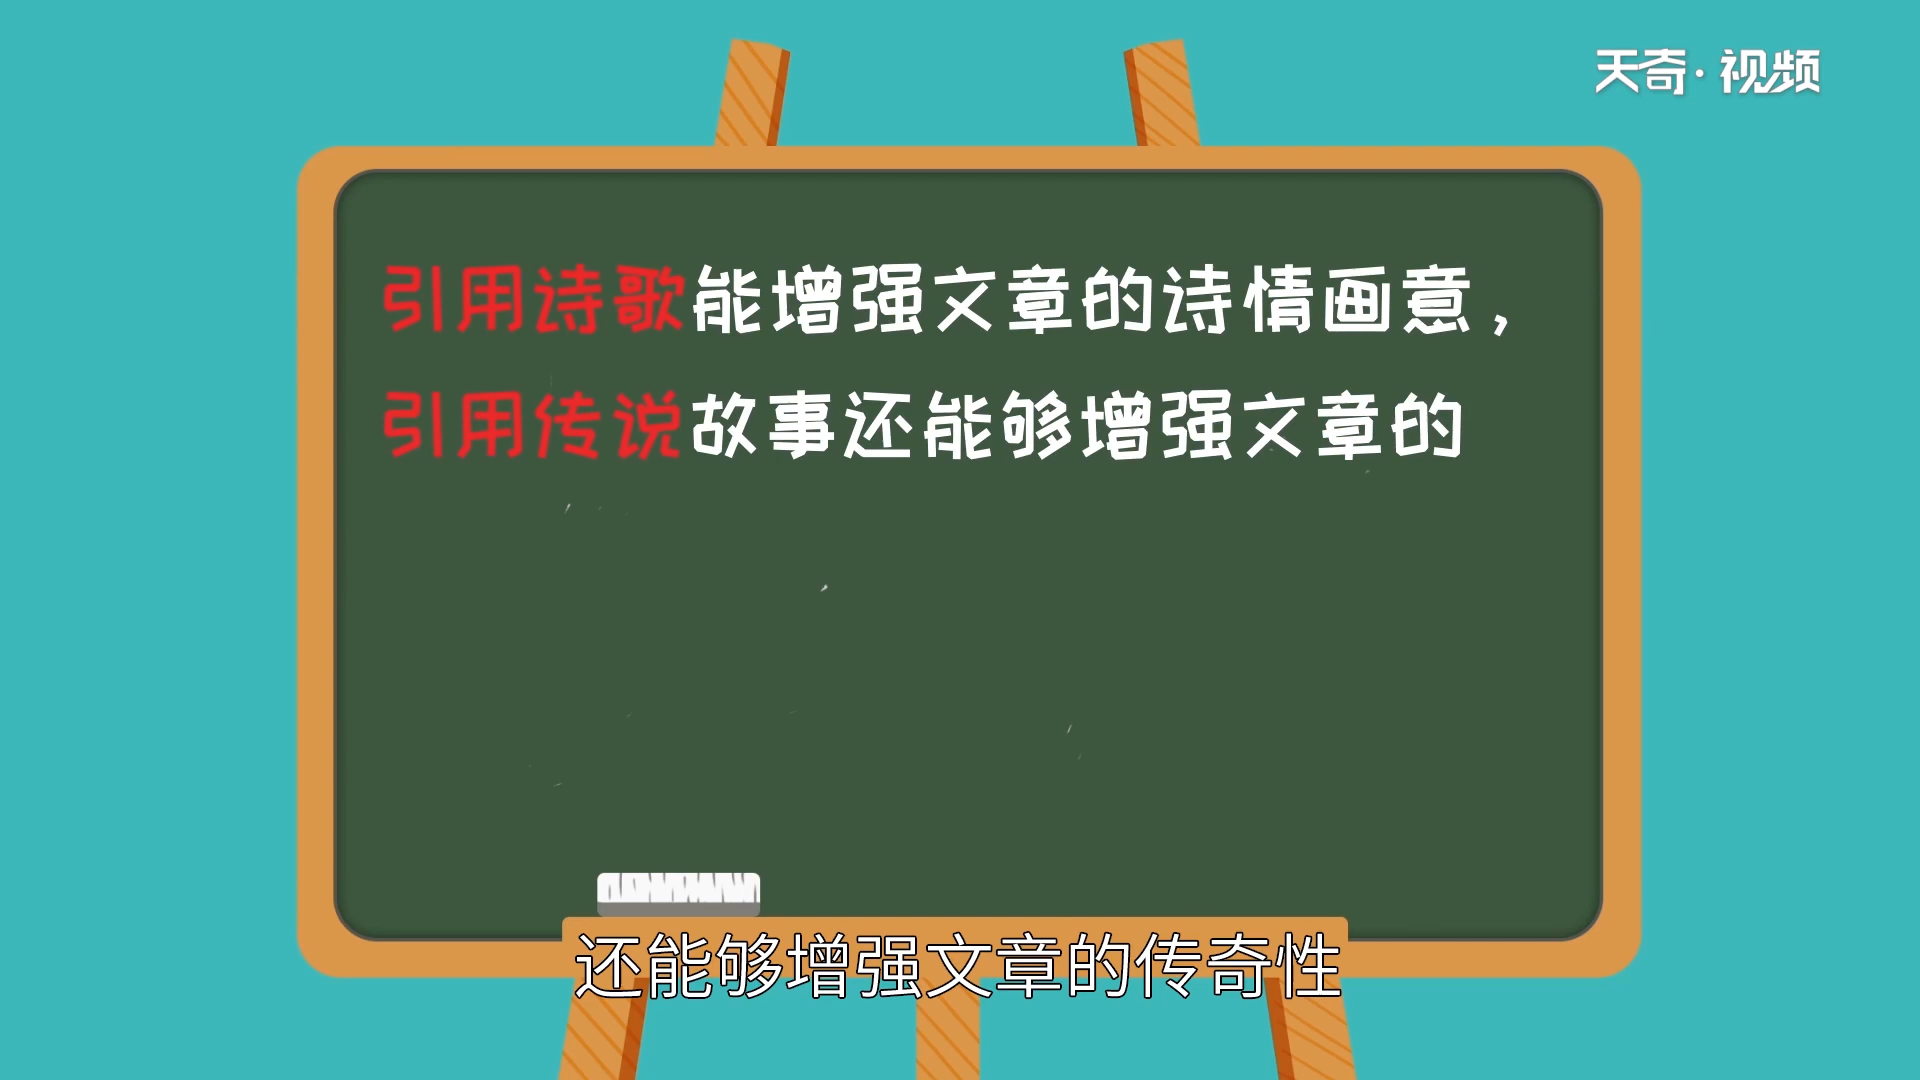 天奇·视频
引用诗歌能增强文章的诗情画意，
引用传说故事还能够增强文章的
还能够增强文章的传奇性